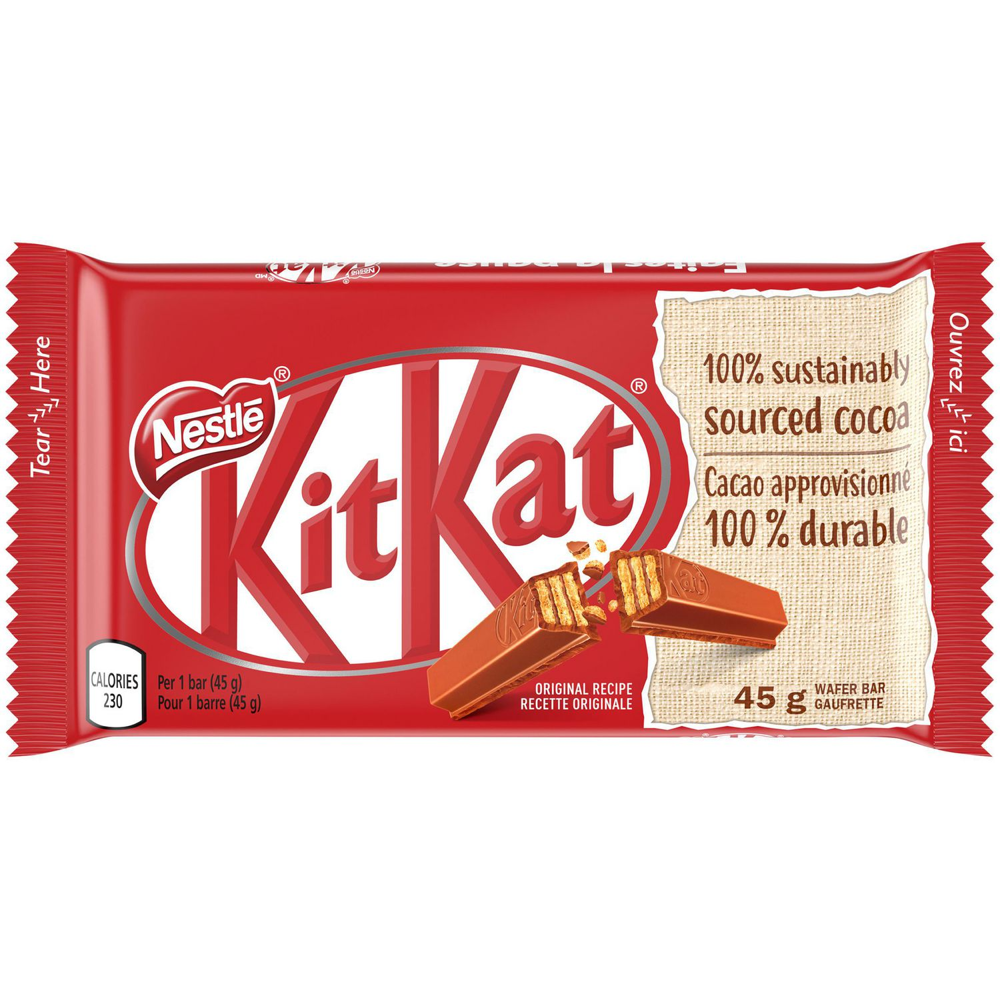 Faites la pause
Nestlé
KitKat
® MD
Tear Here
Nestlé®
KitKat®
100% sustainably
sourced cocoa
Cacao approvisionné
100 % durable
Ouvrez ici
Kit
Kat
CALORIES
230
Per 1 bar (45 g)
Pour 1 barre (45 g)
ORIGINAL RECIPE
RECETTE ORIGINALE
45 g
WAFER BAR
GAUFRETTE